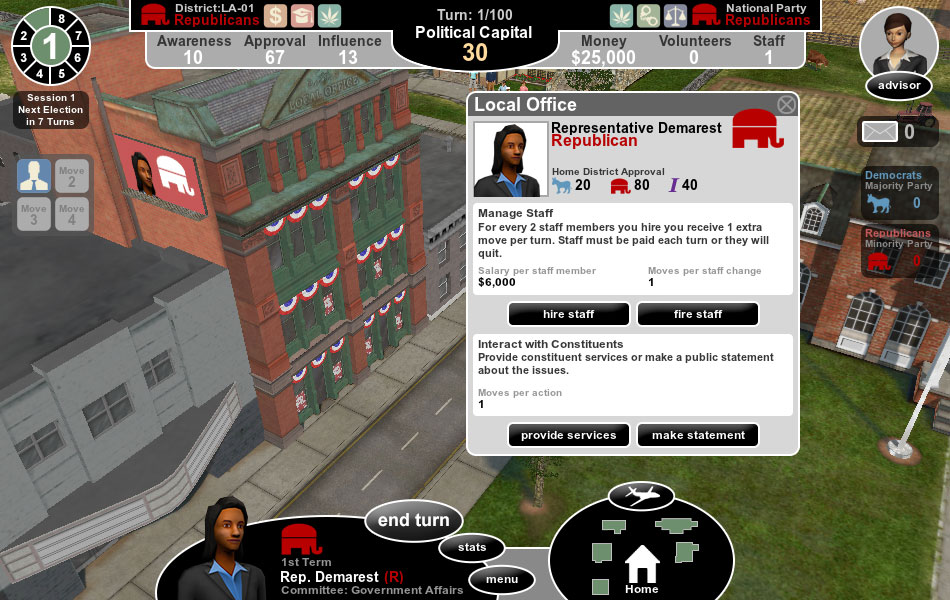 District:LA-01
Republicans
Turn: 1/100
National Party
Republicans
Awareness
10
Approval
67
Influence
13
Political Capital
30
Money
$25,000
Volunteers
0
Staff
1
8
7
6
5
4
3
2
1
Session 1
Next Election
in 7 Turns
Move
2
Move
3
Move
4
LOCAL OFFICE
advisor
0
Democrats
Majority Party
0
Republicans
Minority Party
0
Local Office
Representative Demarest
Republican
Home District Approval
20
80
I 40
Manage Staff
For every 2 staff members you hire you receive 1 extra
move per turn. Staff must be paid each turn or they will
quit.
Salary per staff member
$6,000
Moves per staff change
1
hire staff
fire staff
Interact with Constituents
Provide constituent services or make a public statement
about the issues.
Moves per action
1
provide services
make statement
end turn
stats
menu
1st Term
Rep. Demarest (R)
Committee: Government Affairs
Home